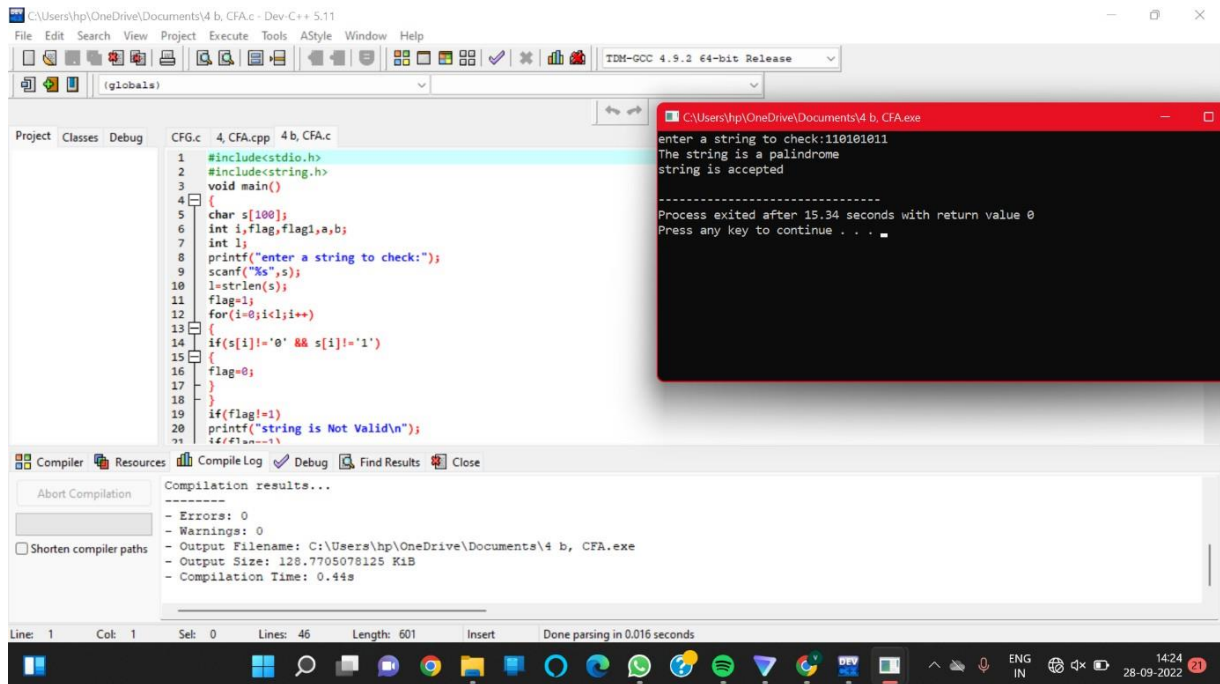 C:\Users\hp\OneDrive\Documents\4 b, CFA.c - Dev-C++ 5.11
File Edit Search View Project Execute Tools AStyle Window Help
TDM-GCC 4.9.2 64-bit Release
(globals)
Project Classes Debug
CFG.c 4, CFA.cpp 4 b, CFA.c
1 #include<stdio.h>
2 #include<string.h>
3 void main()
4 {
5 char s[100];
6 int i,flag,flag1,a,b;
7 int l;
8 printf("enter a string to check:");
9 scanf("%s",s);
10 l=strlen(s);
11 flag=1;
12 for(i=0;i<l;i++)
13 {
14 if(s[i]!='0' && s[i]!='1')
15 {
16 flag=0;
17 }
18 }
19 if(flag!=1)
20 printf("string is Not Valid\n");
21 if(flag==1)
C:\Users\hp\OneDrive\Documents\4 b, CFA.exe
enter a string to check:110101011
The string is a palindrome
string is accepted
--------------------------------
Process exited after 15.34 seconds with return value 0
Press any key to continue . . .
Compiler Resources Compile Log Debug Find Results Close
Abort Compilation
Shorten compiler paths
Compilation results...
--------
- Errors: 0
- Warnings: 0
- Output Filename: C:\Users\hp\OneDrive\Documents\4 b, CFA.exe
- Output Size: 128.7705078125 KiB
- Compilation Time: 0.44s
Line: 1 Col: 1 Sel: 0 Lines: 46 Length: 601 Insert Done parsing in 0.016 seconds
DEV
ENG
IN
14:24
28-09-2022
21